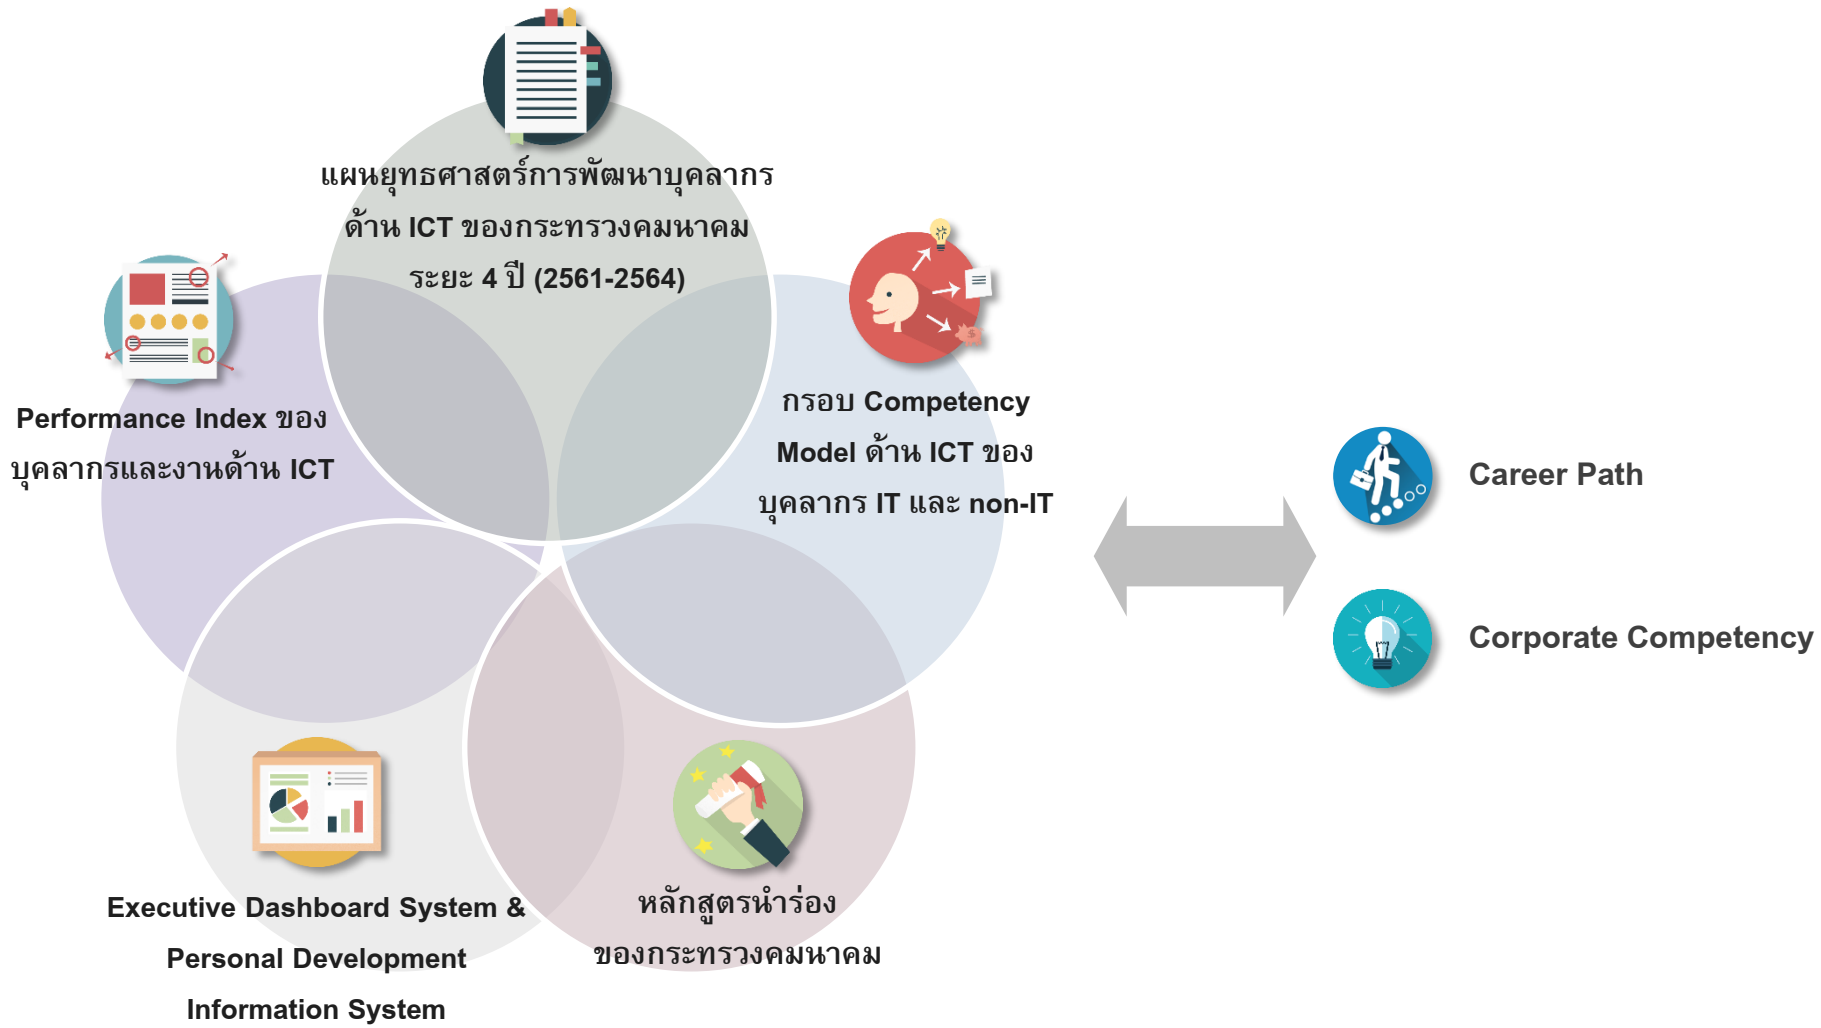 แผนยุทธศาสตร์การพัฒนาบุคลากร
ด้าน ICT ของกระทรวงคมนาคม
ระยะ 4 ปี (2561-2564)
Performance Index ของ
บุคลากรและงานด้าน ICT
กรอบ Competency
Model ด้าน ICT ของ
บุคลากร IT และ non-IT
Executive Dashboard System &
Personal Development
Information System
หลักสูตรนำร่อง
ของกระทรวงคมนาคม
Career Path
Corporate Competency